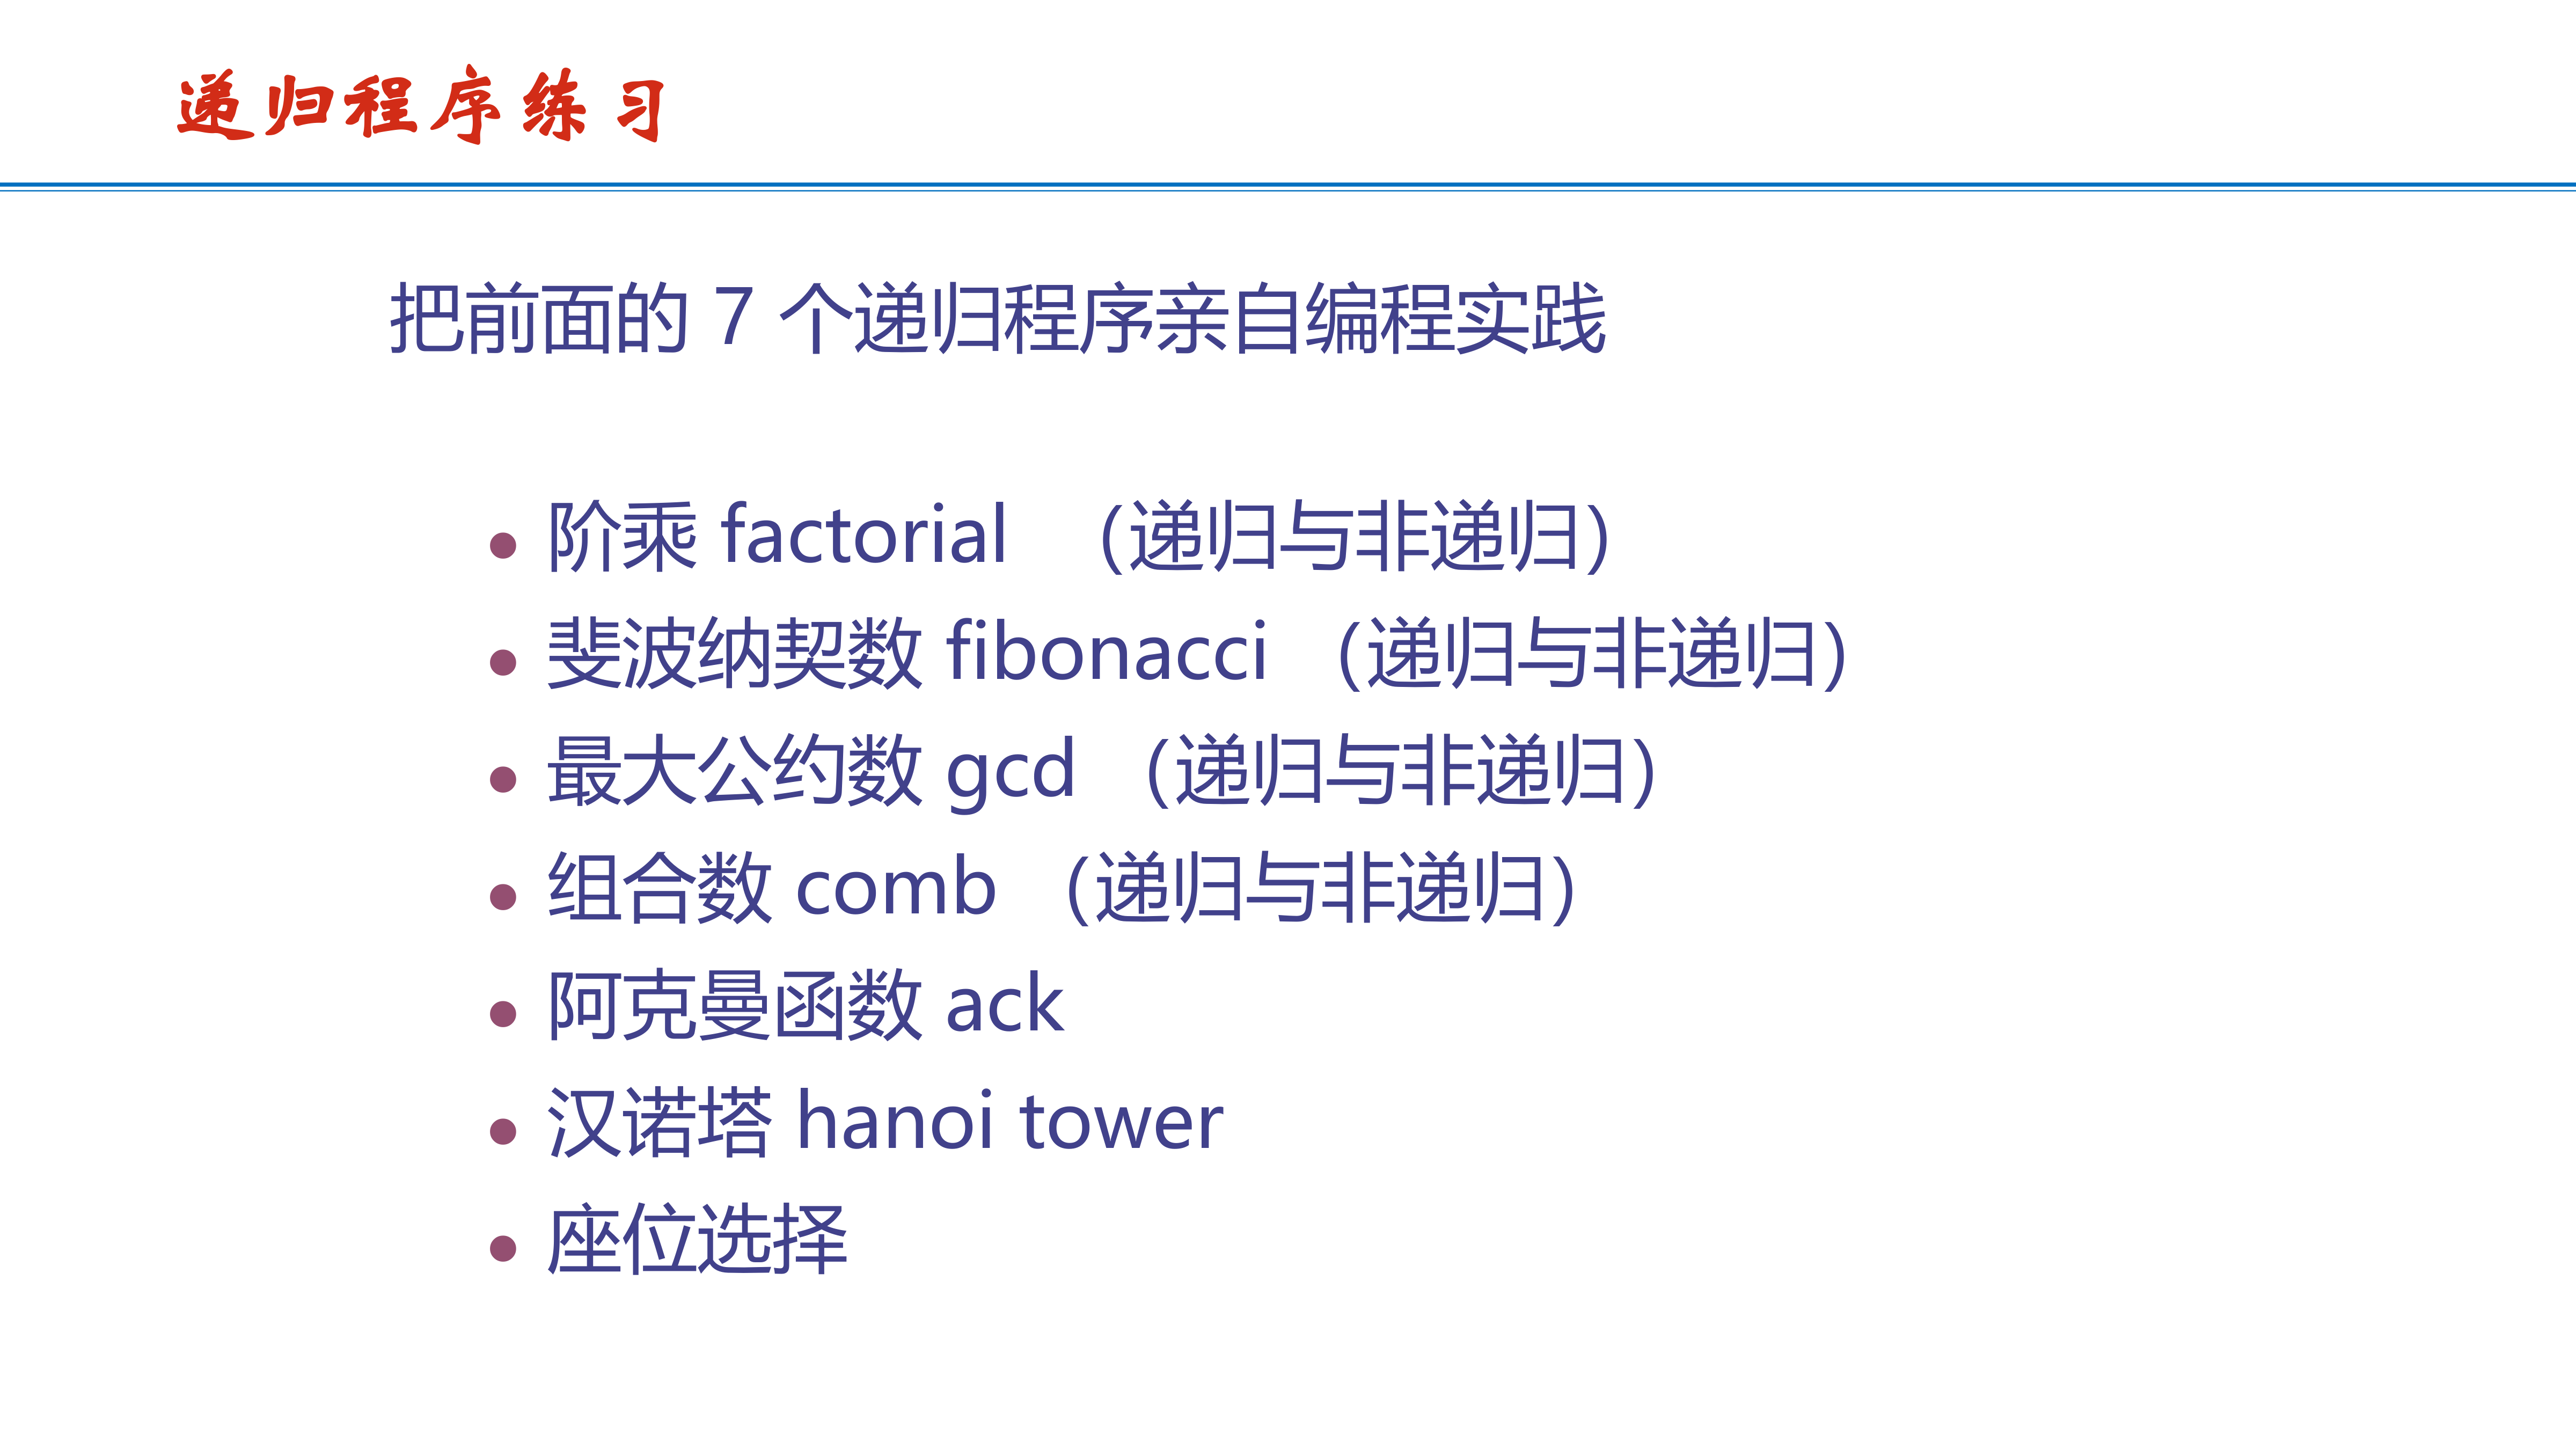 递归程序练习
把前面的 7 个递归程序亲自编程实践
• 阶乘 factorial （递归与非递归）
• 斐波纳契数 fibonacci （递归与非递归）
• 最大公约数 gcd （递归与非递归）
• 组合数 comb （递归与非递归）
• 阿克曼函数 ack
• 汉诺塔 hanoi tower
• 座位选择